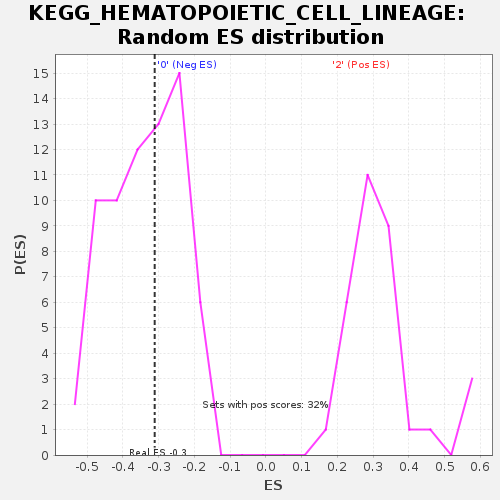 KEGG_HEMATOPOIETIC_CELL_LINEAGE:
Random ES distribution
'0' (Neg ES)
'2' (Pos ES)
15
14
13
12
11
10
9
8
7
6
5
4
3
2
1
0
P(ES)
Sets with pos scores: 32%
Real ES -0.3
-0.5 -0.4 -0.3 -0.2 -0.1 0.0 0.1 0.2 0.3 0.4 0.5 0.6
ES